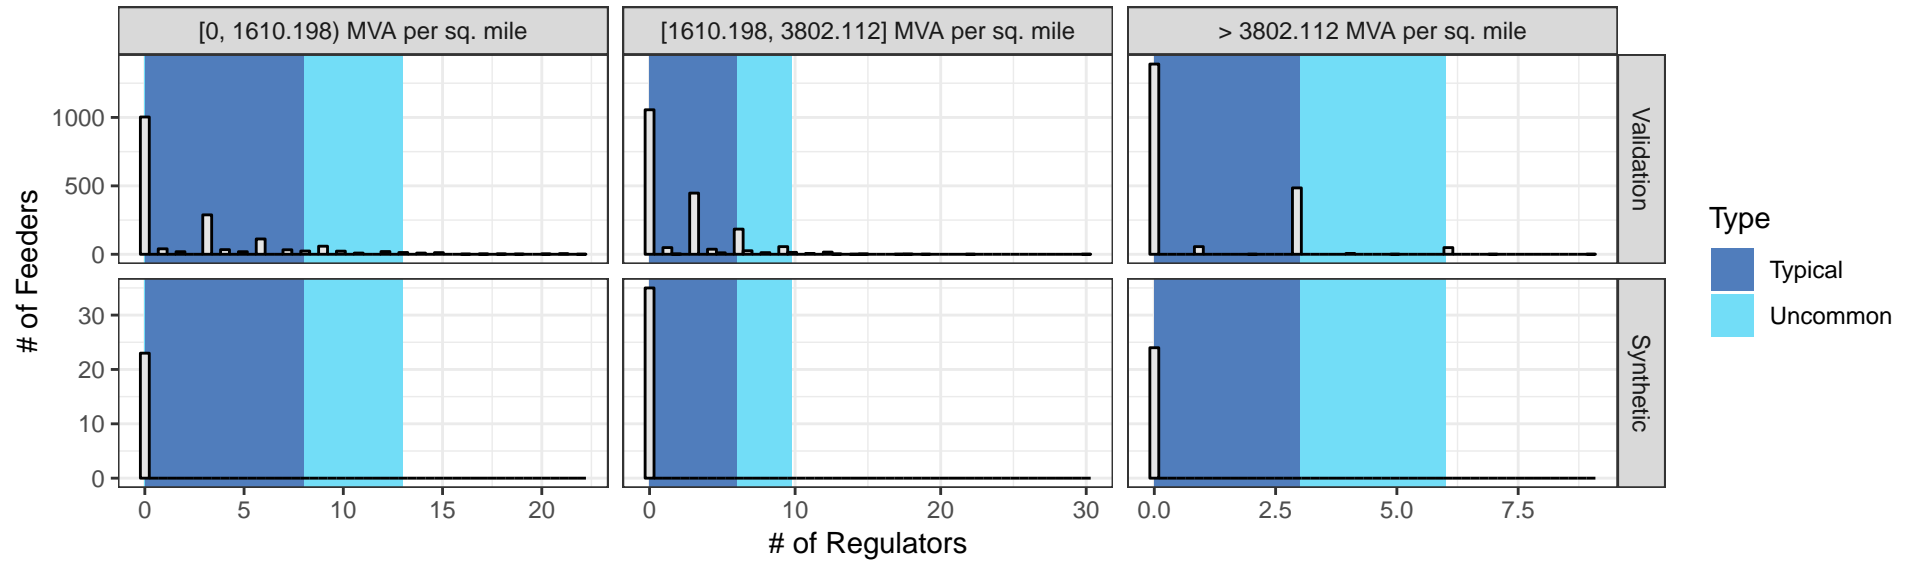 [0, 1610.198) MVA per sq. mile
[1610.198, 3802.112] MVA per sq. mile
> 3802.112 MVA per sq. mile
# of Feeders
1000
500
0
Validation
30
20
10
0
Synthetic
0 5 10 15 20
0 10 20 30
0.0 2.5 5.0 7.5
# of Regulators
Type
Typical
Uncommon